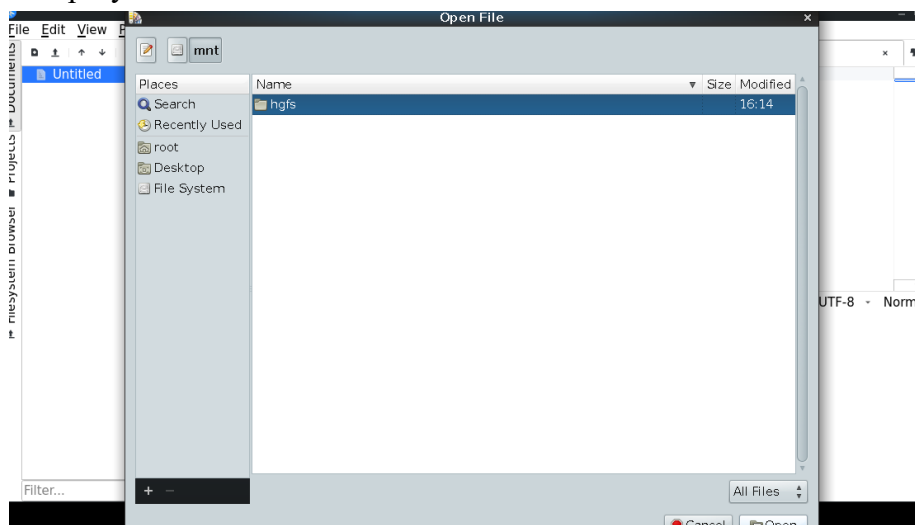 Open File
File Edit View
mnt
Untitled
Documents
Projects
Filesystem Browser
Places
Name Size Modified
Search
hgfs 16:14
Recently Used
root
Desktop
File System
UTF-8 Norm
Filter...
All Files
Cancel Open